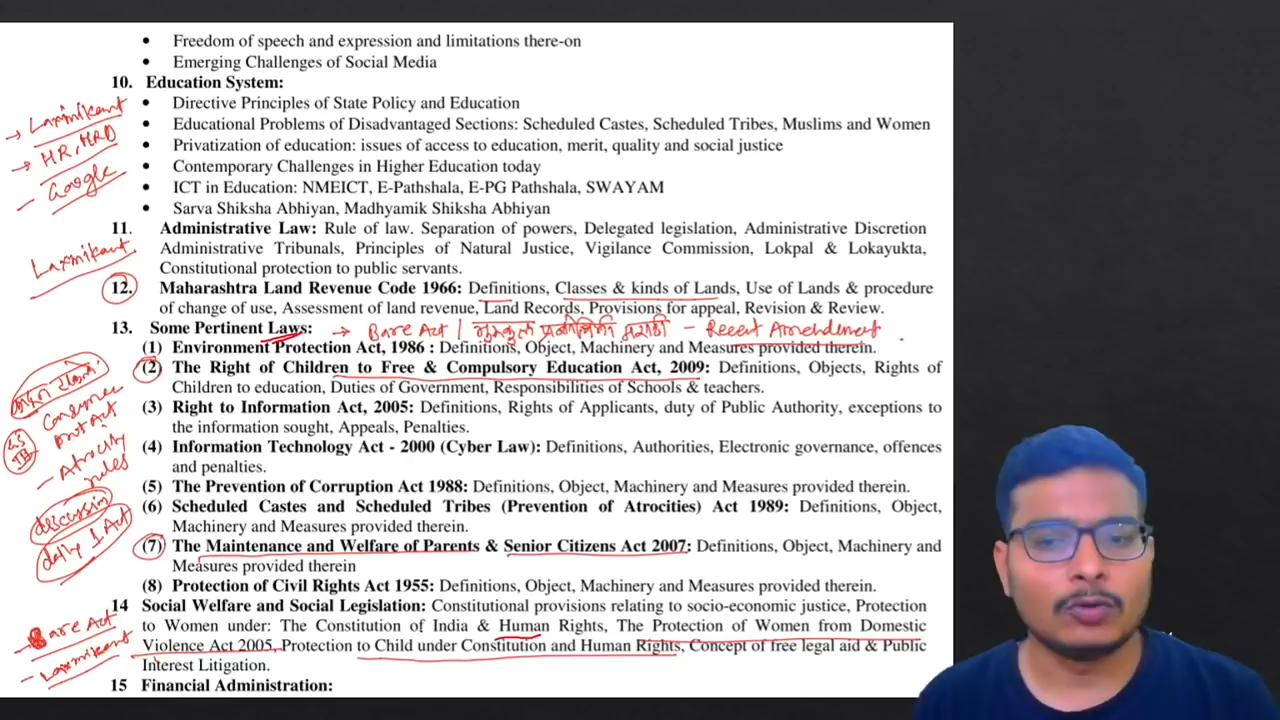 • Freedom of speech and expression and limitations there-on
• Emerging Challenges of Social Media
10. Education System:
• Directive Principles of State Policy and Education
• Educational Problems of Disadvantaged Sections: Scheduled Castes, Scheduled Tribes, Muslims and Women
• Privatization of education: issues of access to education, merit, quality and social justice
• Contemporary Challenges in Higher Education today
• ICT in Education: NMEICT, E-Pathshala, E-PG Pathshala, SWAYAM
• Sarva Shiksha Abhiyan, Madhyamik Shiksha Abhiyan
→ Laxmikant
→ HR, HRD
- Google
11. Administrative Law: Rule of law. Separation of powers, Delegated legislation, Administrative Discretion
Administrative Tribunals, Principles of Natural Justice, Vigilance Commission, Lokpal & Lokayukta,
Constitutional protection to public servants.
Laxmikant
12. Maharashtra Land Revenue Code 1966: Definitions, Classes & kinds of Lands, Use of Lands & procedure
of change of use, Assessment of land revenue, Land Records, Provisions for appeal, Revision & Review.
13. Some Pertinent Laws: → Bare Act | - Recent Amendment
(1) Environment Protection Act, 1986 : Definitions, Object, Machinery and Measures provided therein.
(2) The Right of Children to Free & Compulsory Education Act, 2009: Definitions, Objects, Rights of
Children to education, Duties of Government, Responsibilities of Schools & teachers.
(3) Right to Information Act, 2005: Definitions, Rights of Applicants, duty of Public Authority, exceptions to
the information sought, Appeals, Penalties.
(4) Information Technology Act - 2000 (Cyber Law): Definitions, Authorities, Electronic governance, offences
and penalties.
(5) The Prevention of Corruption Act 1988: Definitions, Object, Machinery and Measures provided therein.
(6) Scheduled Castes and Scheduled Tribes (Prevention of Atrocities) Act 1989: Definitions, Object,
Machinery and Measures provided therein.
(7) The Maintenance and Welfare of Parents & Senior Citizens Act 2007: Definitions, Object, Machinery and
Measures provided therein
(8) Protection of Civil Rights Act 1955: Definitions, Object, Machinery and Measures provided therein.
Consumer
Act
- Atrocity
rules
discussion
daily 1 Act
14 Social Welfare and Social Legislation: Constitutional provisions relating to socio-economic justice, Protection
to Women under: The Constitution of India & Human Rights, The Protection of Women from Domestic
Violence Act 2005, Protection to Child under Constitution and Human Rights, Concept of free legal aid & Public
Interest Litigation.
- Bare Act
- Laxmikant
15 Financial Administration: